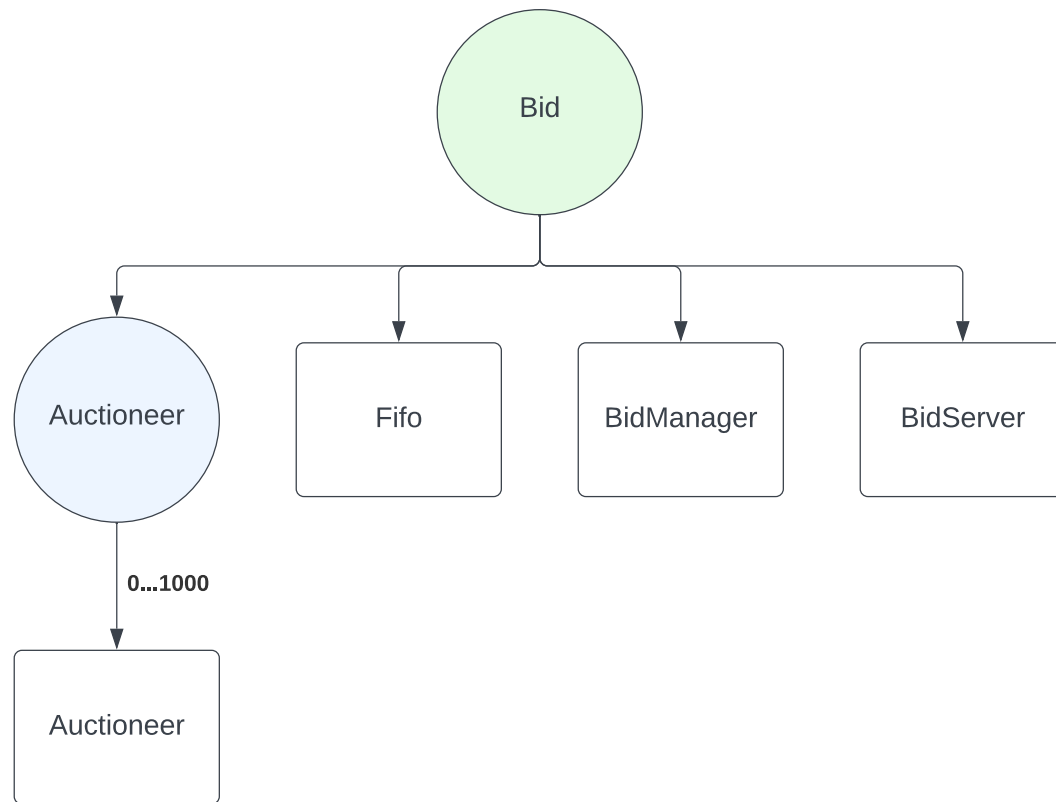 Bid
Auctioneer
Fifo
BidManager
BidServer
0...1000
Auctioneer